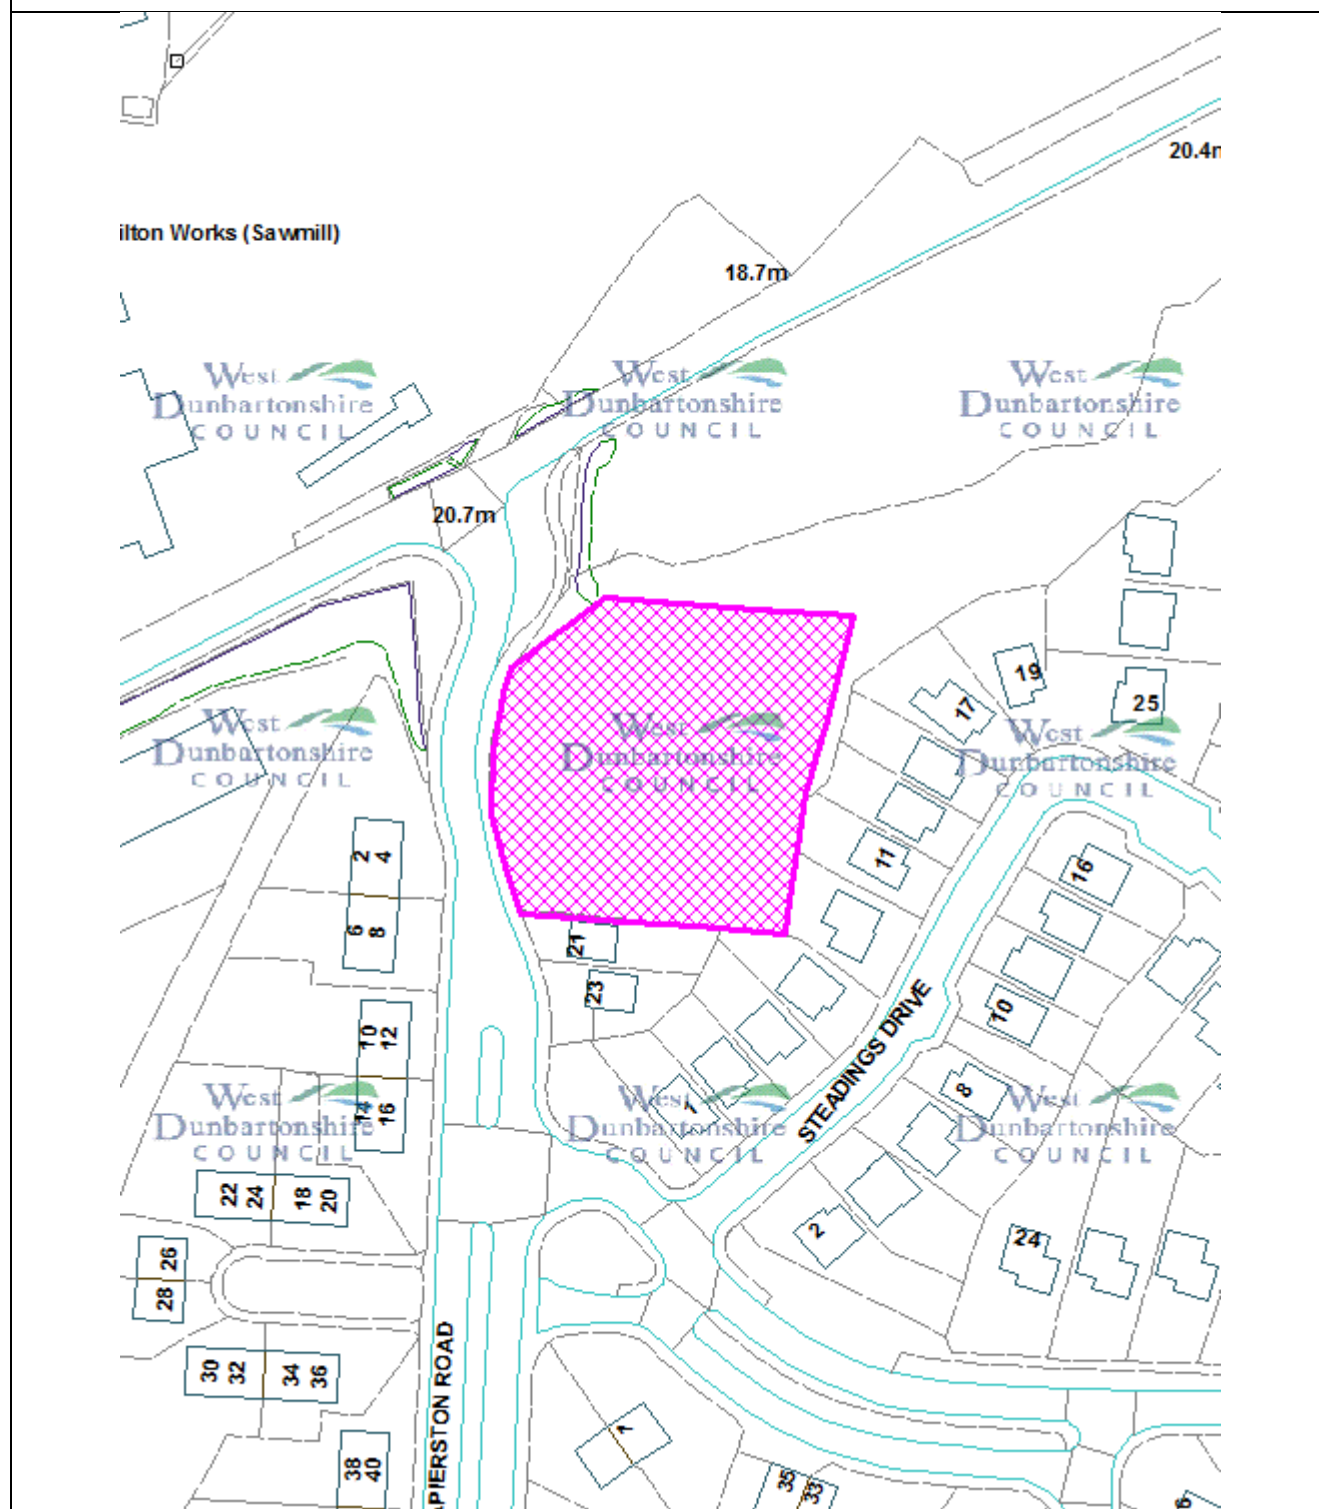 20.4m
ilton Works (Sawmill)
18.7m
West
Dunbartonshire
COUNCIL
West
Dunbartonshire
COUNCIL
West
Dunbartonshire
COUNCIL
20.7m
19
17
25
West
Dunbartonshire
COUNCIL
West
Dunbartonshire
COUNCIL
West
Dunbartonshire
COUNCIL
2
4
11
16
6
8
21
23
10
10
12
STEADINGS DRIVE
8
14
16
1
West
Dunbartonshire
COUNCIL
West
Dunbartonshire
COUNCIL
West
Dunbartonshire
COUNCIL
22
24
18
20
2
24
26
28
30
32
34
36
APIERSTON ROAD
1
38
40
35
33
6